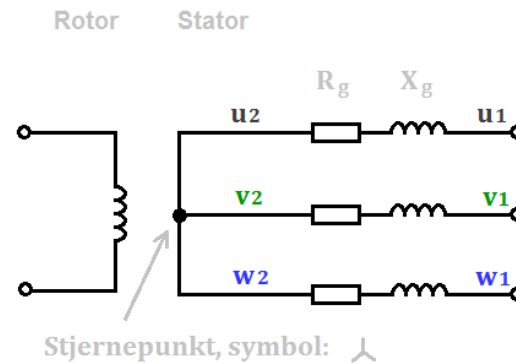 Rotor Stator
Rg Xg
u2 u1
v2 v1
w2 w1
Stjernepunkt, symbol: